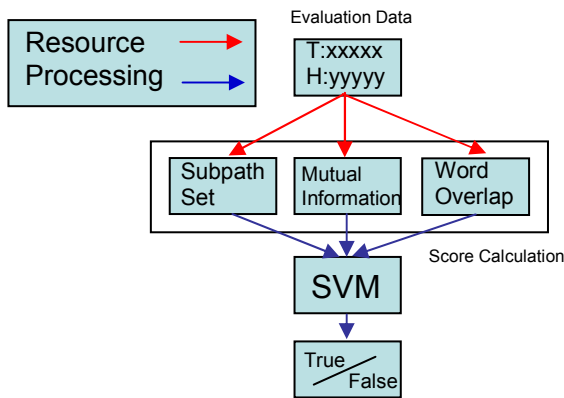 Evaluation Data
Resource
Processing
T:xxxxx
H:yyyyy
Subpath
Set
Mutual
Information
Word
Overlap
Score Calculation
SVM
True
False